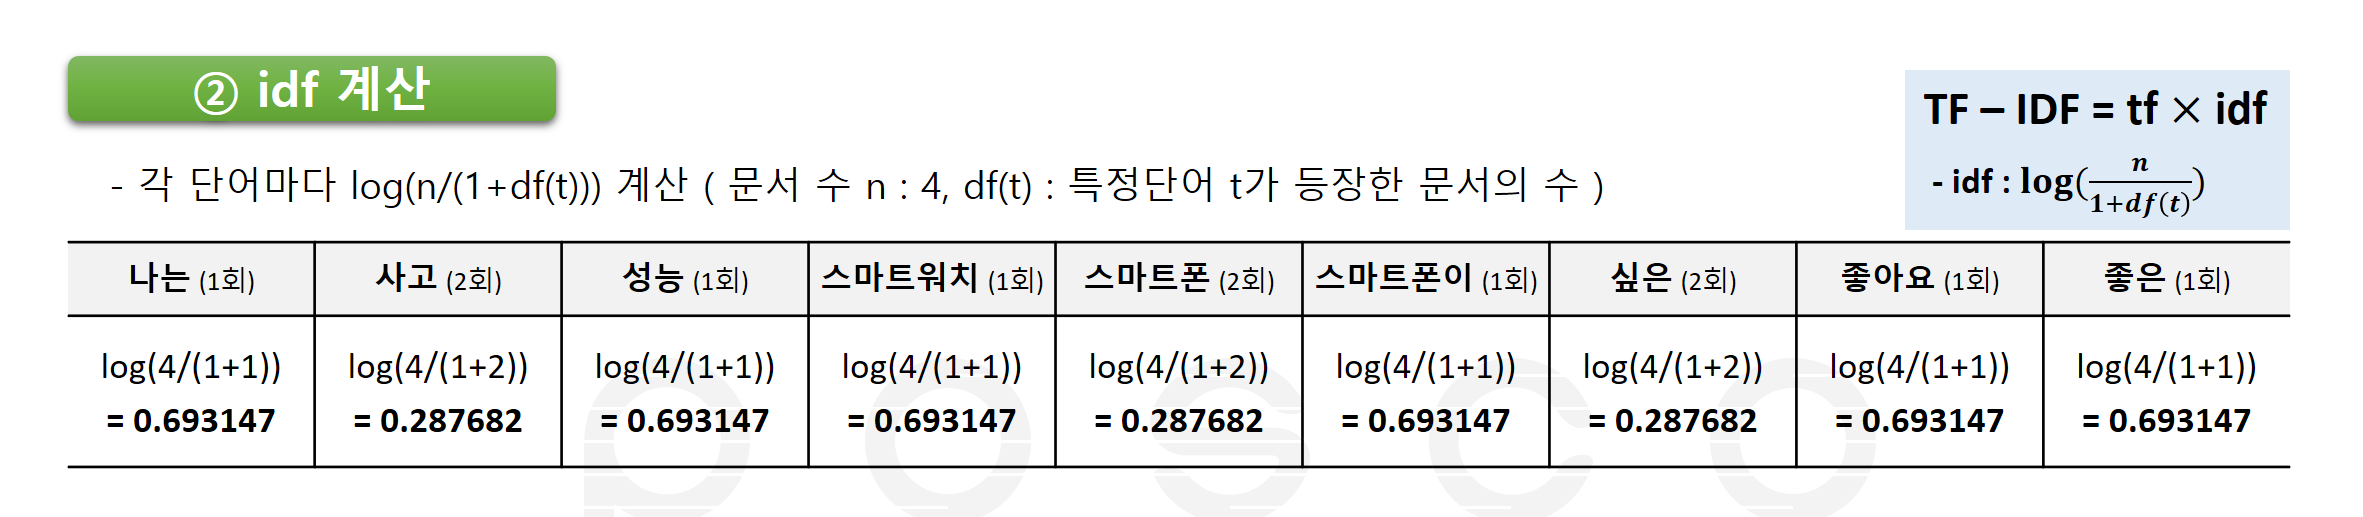 ② idf 계산
TF – IDF = tf × idf
- idf : log(n/(1+df(t)))
- 각 단어마다 log(n/(1+df(t))) 계산 ( 문서 수 n : 4, df(t) : 특정단어 t가 등장한 문서의 수 )
나는 (1회) 사고 (2회) 성능 (1회) 스마트워치 (1회) 스마트폰 (2회) 스마트폰이 (1회) 싶은 (2회) 좋아요 (1회) 좋은 (1회)
log(4/(1+1)) log(4/(1+2)) log(4/(1+1)) log(4/(1+1)) log(4/(1+2)) log(4/(1+1)) log(4/(1+2)) log(4/(1+1)) log(4/(1+1))
= 0.693147 = 0.287682 = 0.693147 = 0.693147 = 0.287682 = 0.693147 = 0.287682 = 0.693147 = 0.693147
posco